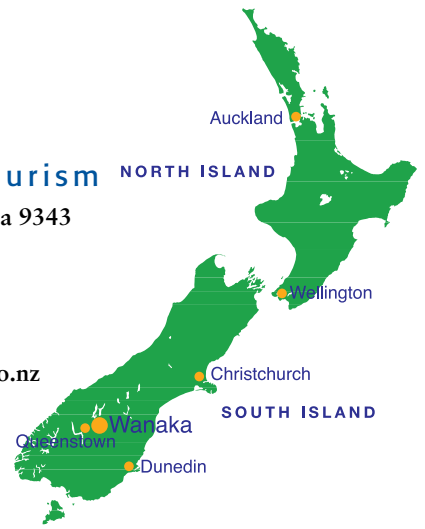 Auckland
urism
NORTH ISLAND
a 9343
Wellington
o.nz
Christchurch
SOUTH ISLAND
Wanaka
Queenstown
Dunedin